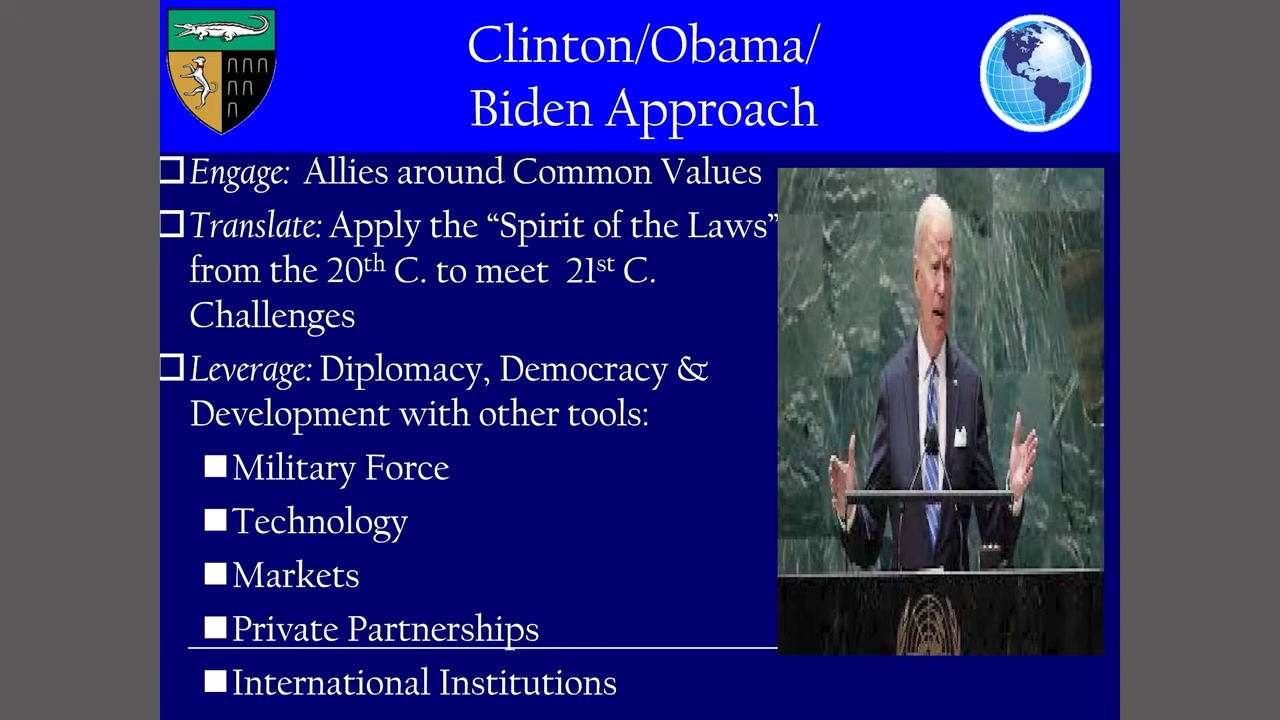 Clinton/Obama/
Biden Approach
Engage: Allies around Common Values
Translate: Apply the “Spirit of the Laws”
from the 20th C. to meet 21st C.
Challenges
Leverage: Diplomacy, Democracy &
Development with other tools:
Military Force
Technology
Markets
Private Partnerships
International Institutions